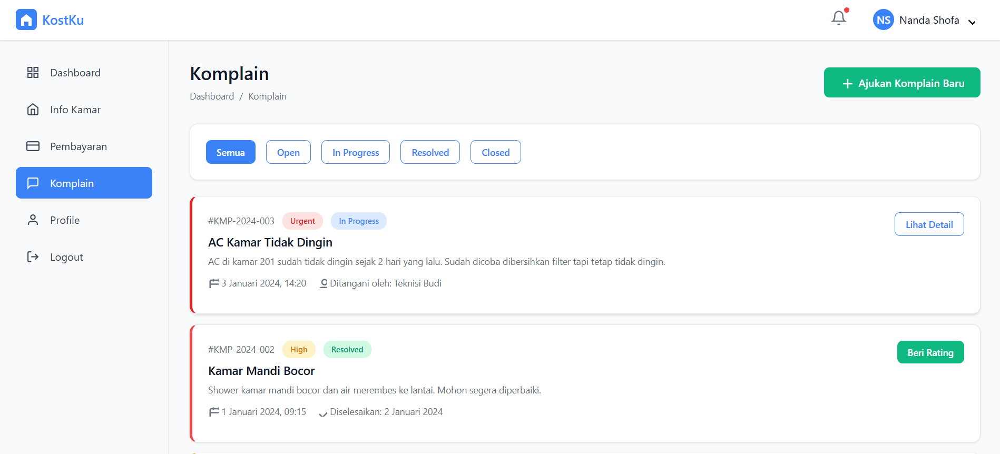 KostKu
NS Nanda Shofa
Dashboard
Info Kamar
Pembayaran
Komplain
Profile
Logout
Komplain
Dashboard / Komplain
Ajukan Komplain Baru
Semua Open In Progress Resolved Closed
#KMP-2024-003 Urgent In Progress
Lihat Detail
AC Kamar Tidak Dingin
AC di kamar 201 sudah tidak dingin sejak 2 hari yang lalu. Sudah dicoba dibersihkan filter tapi tetap tidak dingin.
3 Januari 2024, 14:20 Ditangani oleh: Teknisi Budi
#KMP-2024-002 High Resolved
Beri Rating
Kamar Mandi Bocor
Shower kamar mandi bocor dan air merembes ke lantai. Mohon segera diperbaiki.
1 Januari 2024, 09:15 Diselesaikan: 2 Januari 2024